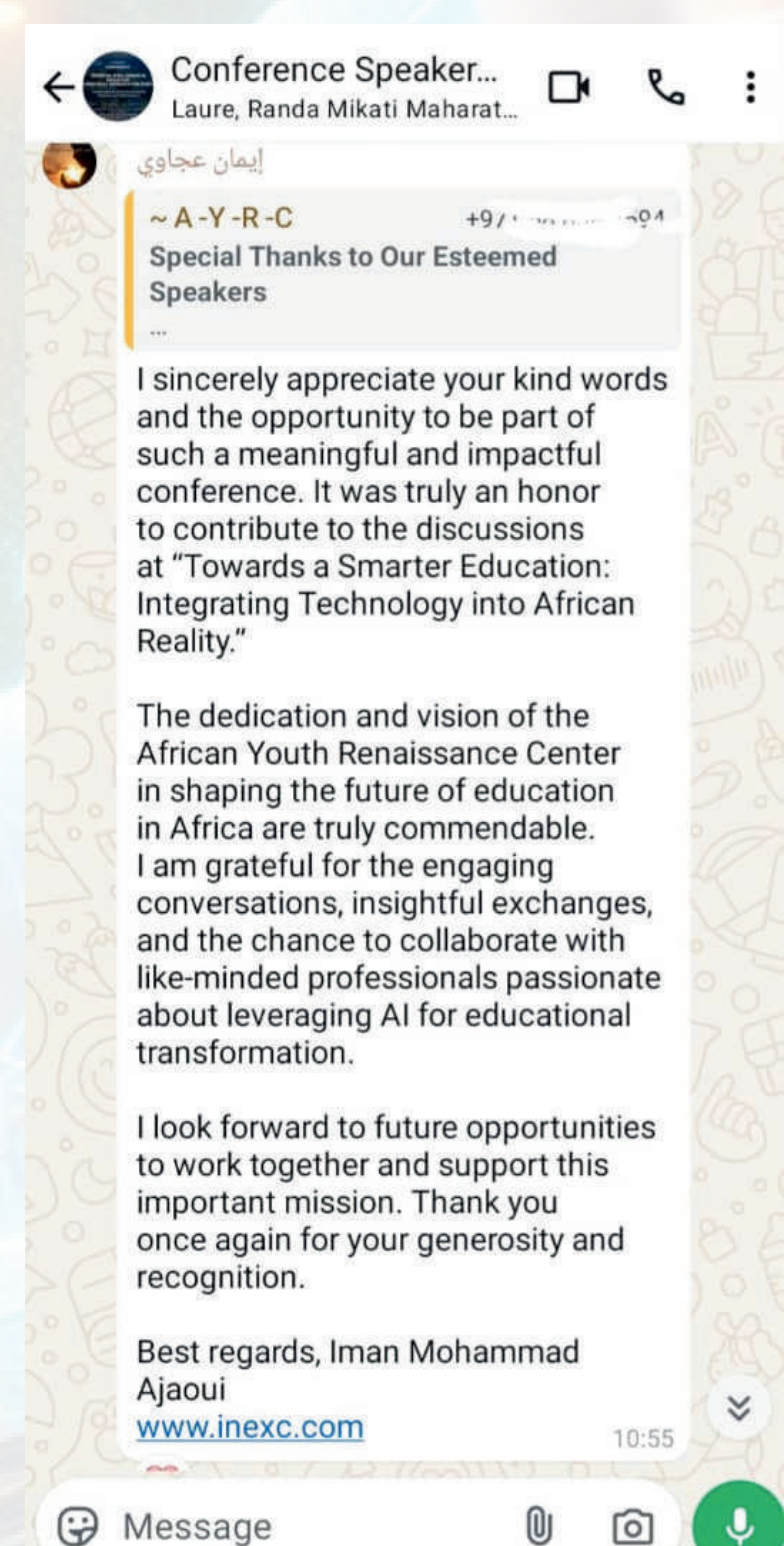 Conference Speaker...
Laure, Randa Mikati Maharat...
إيمان عجاوي
~ A -Y -R -C
Special Thanks to Our Esteemed
Speakers
...
I sincerely appreciate your kind words
and the opportunity to be part of
such a meaningful and impactful
conference. It was truly an honor
to contribute to the discussions
at “Towards a Smarter Education:
Integrating Technology into African
Reality.”
The dedication and vision of the
African Youth Renaissance Center
in shaping the future of education
in Africa are truly commendable.
I am grateful for the engaging
conversations, insightful exchanges,
and the chance to collaborate with
like-minded professionals passionate
about leveraging AI for educational
transformation.
I look forward to future opportunities
to work together and support this
important mission. Thank you
once again for your generosity and
recognition.
Best regards, Iman Mohammad
Ajaoui
www.inexc.com
10:55
Message